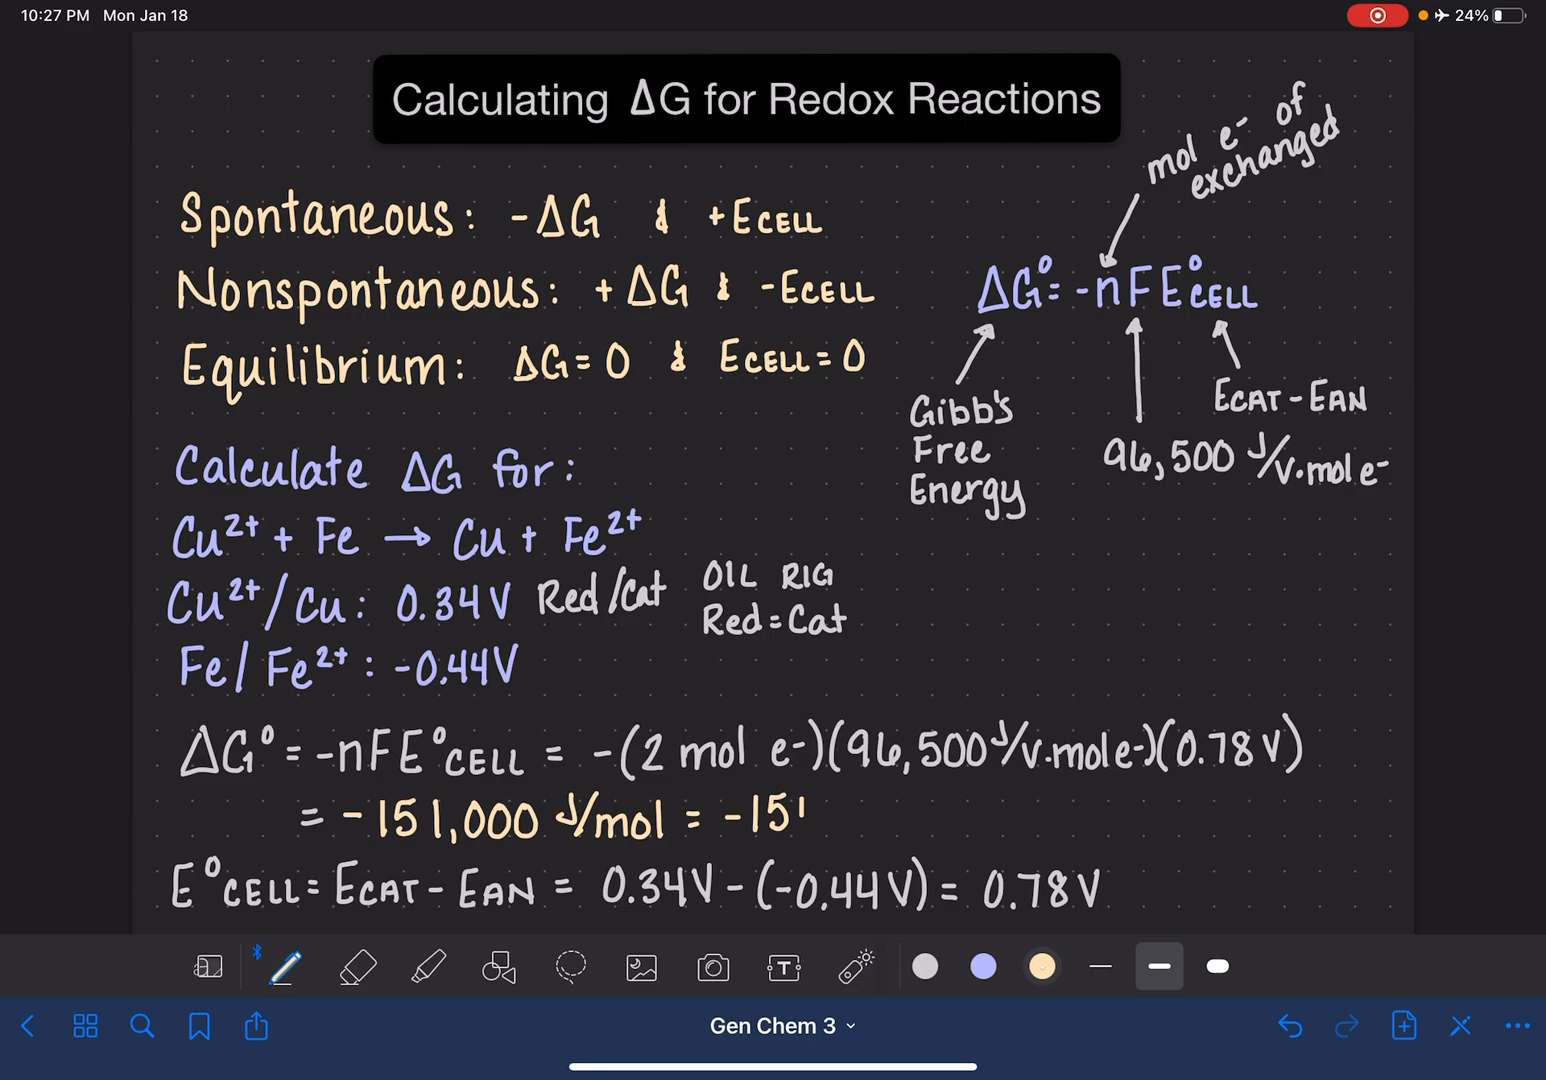 10:27 PM Mon Jan 18
24%
Calculating ΔG for Redox Reactions
mol e- of
exchanged
Spontaneous: -ΔG & +ECELL
Nonspontaneous: +ΔG & -ECELL
Equilibrium: ΔG=0 & ECELL=0
ΔG°= -nFE°CELL
Gibb's
Free
Energy
96,500 J/V·mol e-
ECAT-EAN
Calculate ΔG for:
Cu²⁺ + Fe → Cu + Fe²⁺
Cu²⁺/Cu: 0.34V Red/Cat
OIL RIG
Red=Cat
Fe/Fe²⁺: -0.44V
ΔG° = -nFE°CELL = -(2 mol e-)(96,500 J/V·mol e-)(0.78V)
= -151,000 J/mol = -15'
E°CELL = ECAT - EAN = 0.34V - (-0.44V) = 0.78V
T
Gen Chem 3